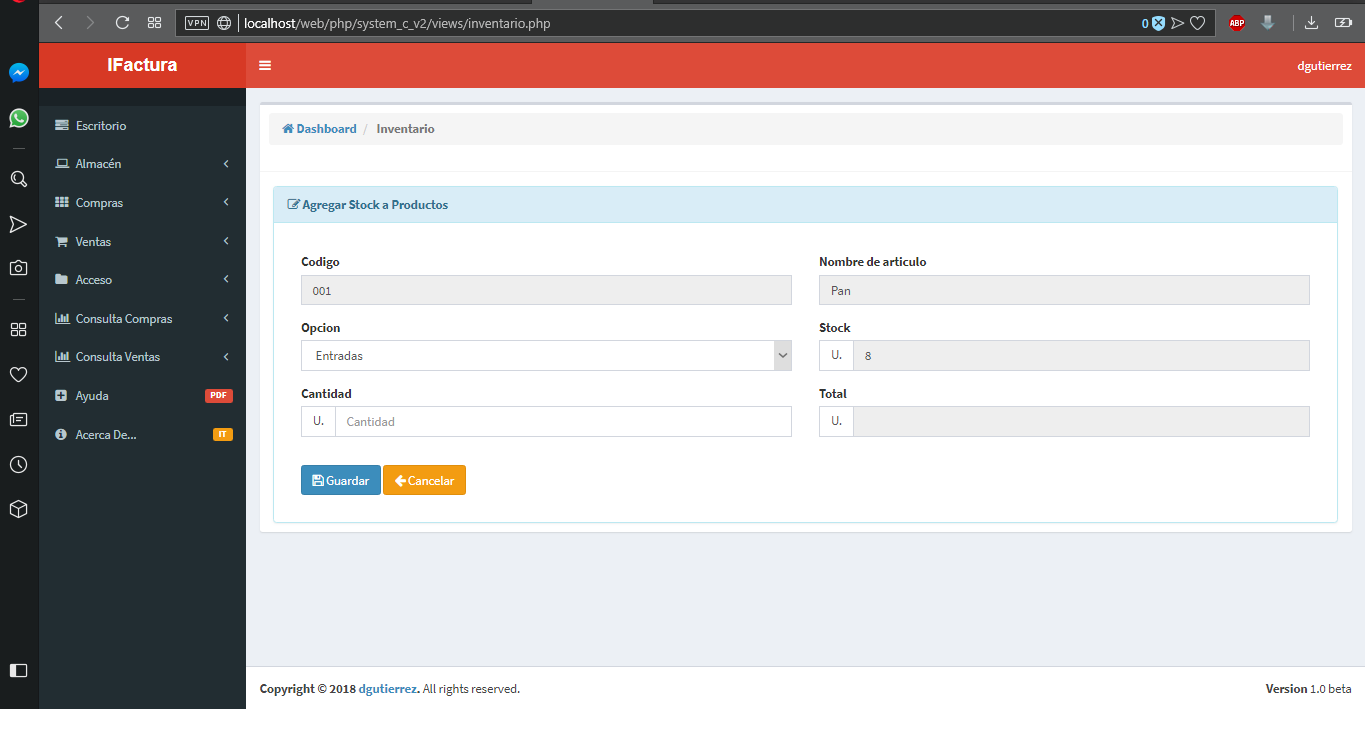 VPN localhost/web/php/system_c_v2/views/inventario.php 0 ABP
IFactura
dgutierrez
Escritorio
Almacén
Compras
Ventas
Acceso
Consulta Compras
Consulta Ventas
Ayuda PDF
Acerca De... IT
Dashboard / Inventario
Agregar Stock a Productos
Codigo
001
Nombre de articulo
Pan
Opcion
Entradas
Stock
U. 8
Cantidad
U. Cantidad
Total
U.
Guardar Cancelar
Copyright © 2018 dgutierrez. All rights reserved. Version 1.0 beta